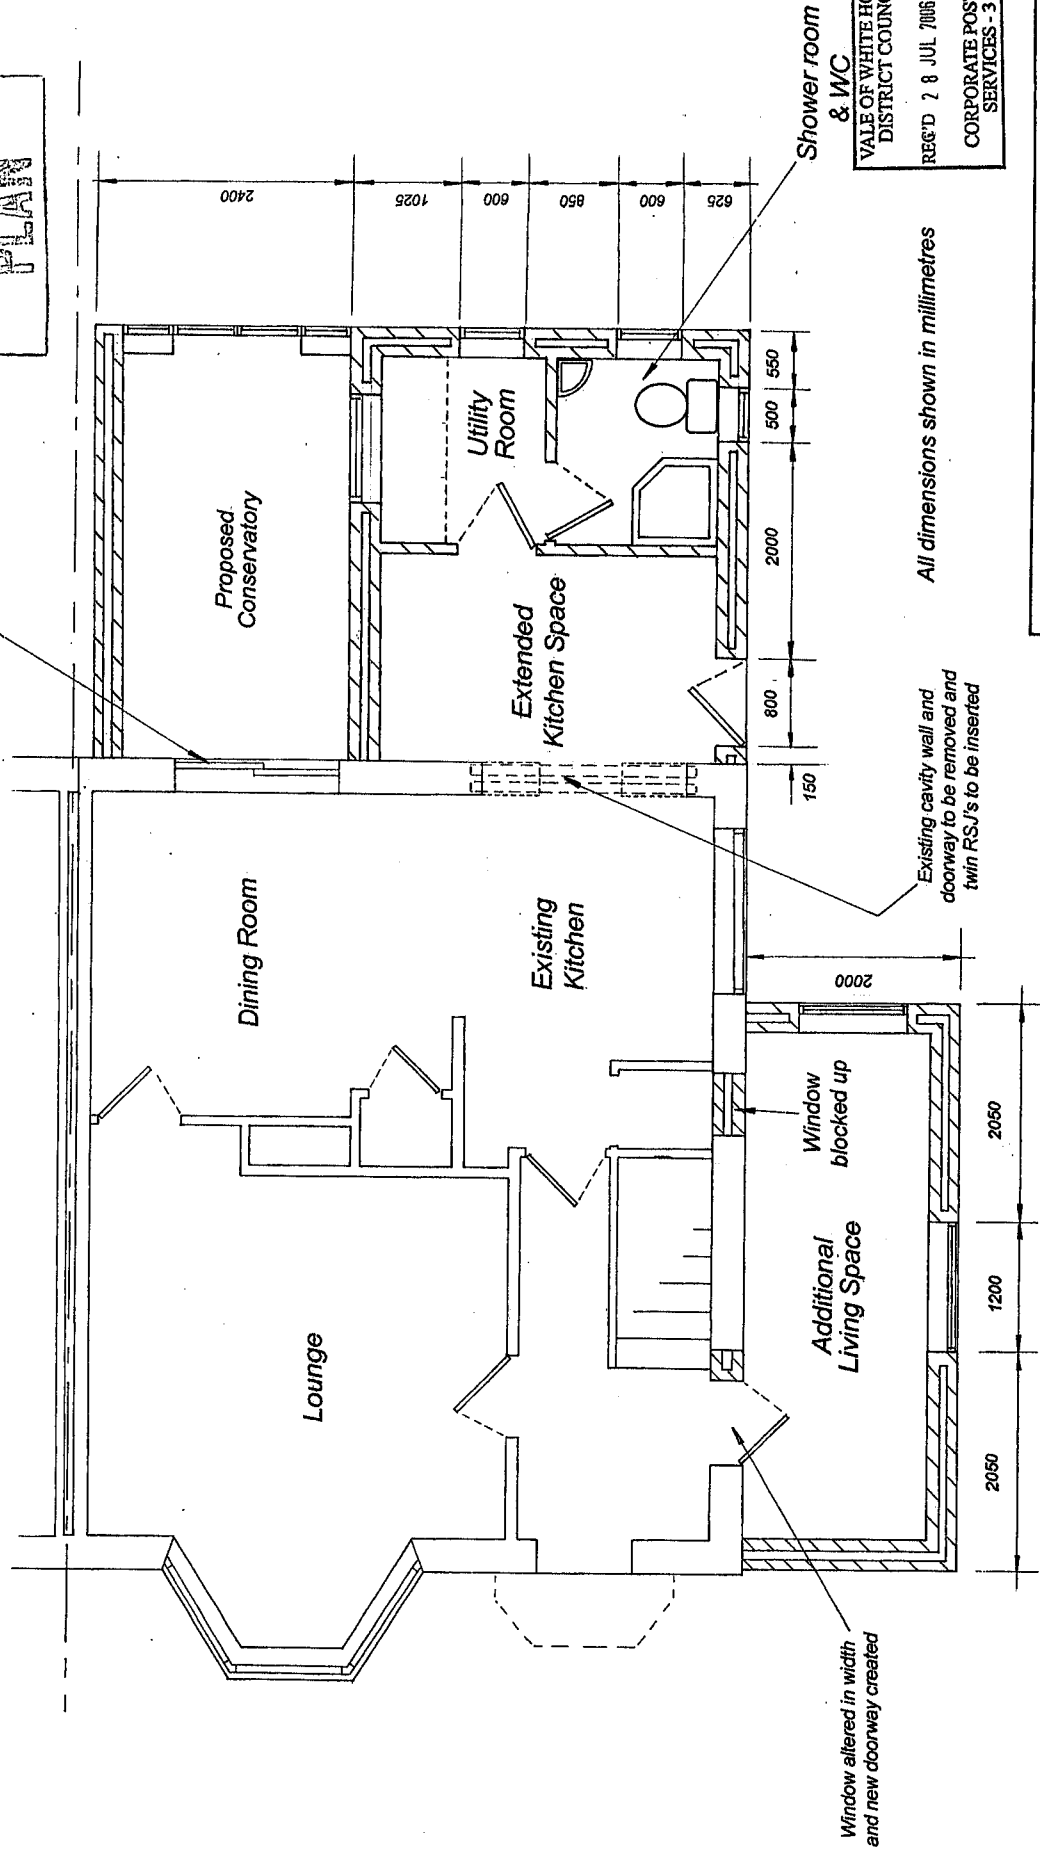 PLAN
2400
1025
600
850
600
625
Shower room
& WC
VALE OF WHITE HO
DISTRICT COUNC
REC'D 28 JUL 2006
CORPORATE POS
SERVICES - 3
All dimensions shown in millimetres
Proposed
Conservatory
Utility
Room
Extended
Kitchen Space
550
500
2000
800
150
Existing cavity wall and
doorway to be removed and
twin RSJ's to be inserted
Dining Room
Existing
Kitchen
2000
Window
blocked up
Lounge
Additional
Living Space
2050
1200
2050
Window altered in width
and new doorway created